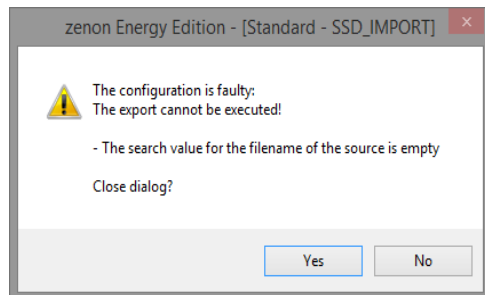 zenon Energy Edition - [Standard - SSD_IMPORT]
The configuration is faulty:
The export cannot be executed!
- The search value for the filename of the source is empty
Close dialog?
Yes No